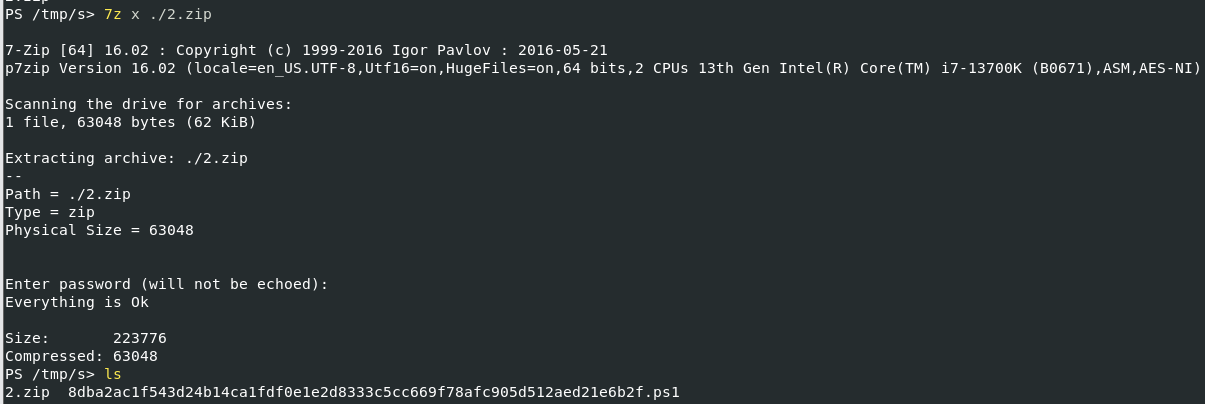 PS /tmp/s> 7z x ./2.zip
7-Zip [64] 16.02 : Copyright (c) 1999-2016 Igor Pavlov : 2016-05-21
p7zip Version 16.02 (locale=en_US.UTF-8,Utf16=on,HugeFiles=on,64 bits,2 CPUs 13th Gen Intel(R) Core(TM) i7-13700K (B0671),ASM,AES-NI)
Scanning the drive for archives:
1 file, 63048 bytes (62 KiB)
Extracting archive: ./2.zip
--
Path = ./2.zip
Type = zip
Physical Size = 63048
Enter password (will not be echoed):
Everything is Ok
Size:       223776
Compressed: 63048
PS /tmp/s> ls
2.zip  8dba2ac1f543d24b14ca1fdf0e1e2d8333c5cc669f78afc905d512aed21e6b2f.ps1